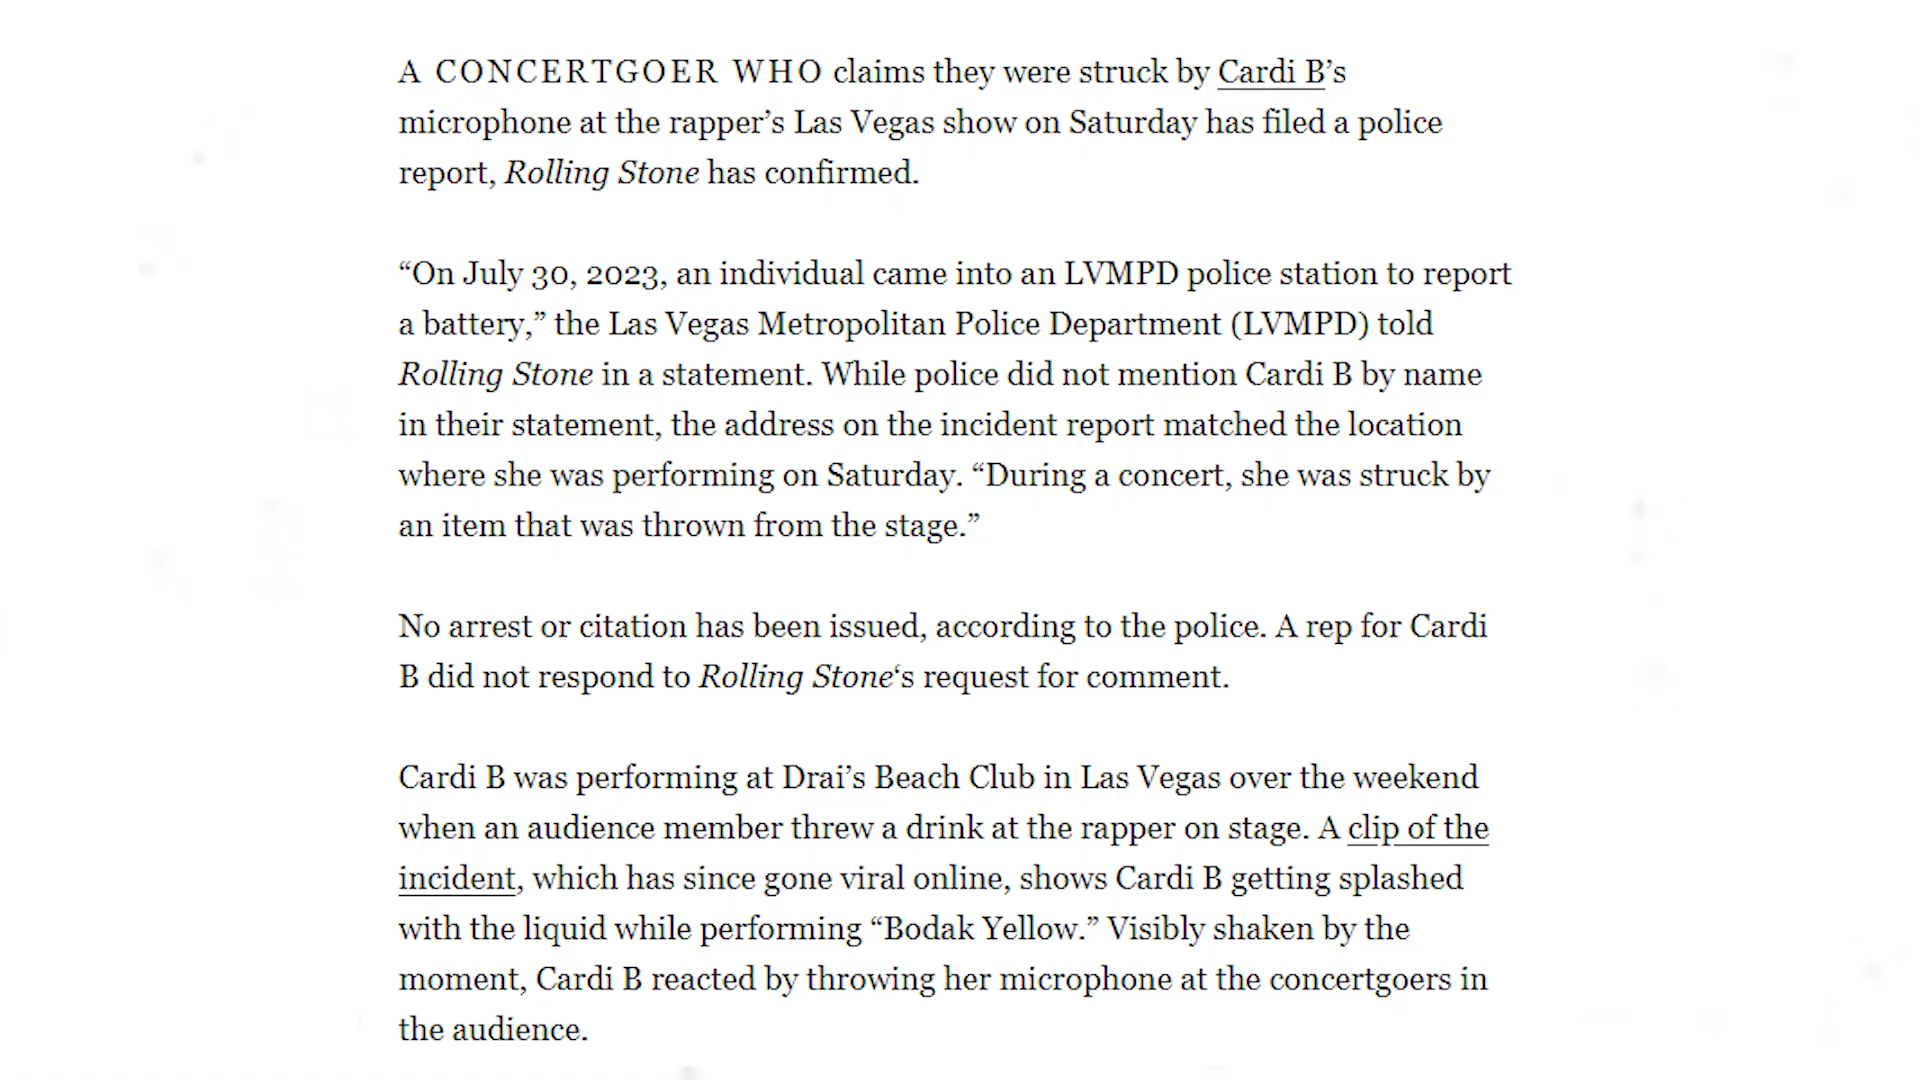 A CONCERTGOER WHO claims they were struck by Cardi B’s
microphone at the rapper’s Las Vegas show on Saturday has filed a police
report, Rolling Stone has confirmed.
“On July 30, 2023, an individual came into an LVMPD police station to report
a battery,” the Las Vegas Metropolitan Police Department (LVMPD) told
Rolling Stone in a statement. While police did not mention Cardi B by name
in their statement, the address on the incident report matched the location
where she was performing on Saturday. “During a concert, she was struck by
an item that was thrown from the stage.”
No arrest or citation has been issued, according to the police. A rep for Cardi
B did not respond to Rolling Stone‘s request for comment.
Cardi B was performing at Drai’s Beach Club in Las Vegas over the weekend
when an audience member threw a drink at the rapper on stage. A clip of the
incident, which has since gone viral online, shows Cardi B getting splashed
with the liquid while performing “Bodak Yellow.” Visibly shaken by the
moment, Cardi B reacted by throwing her microphone at the concertgoers in
the audience.